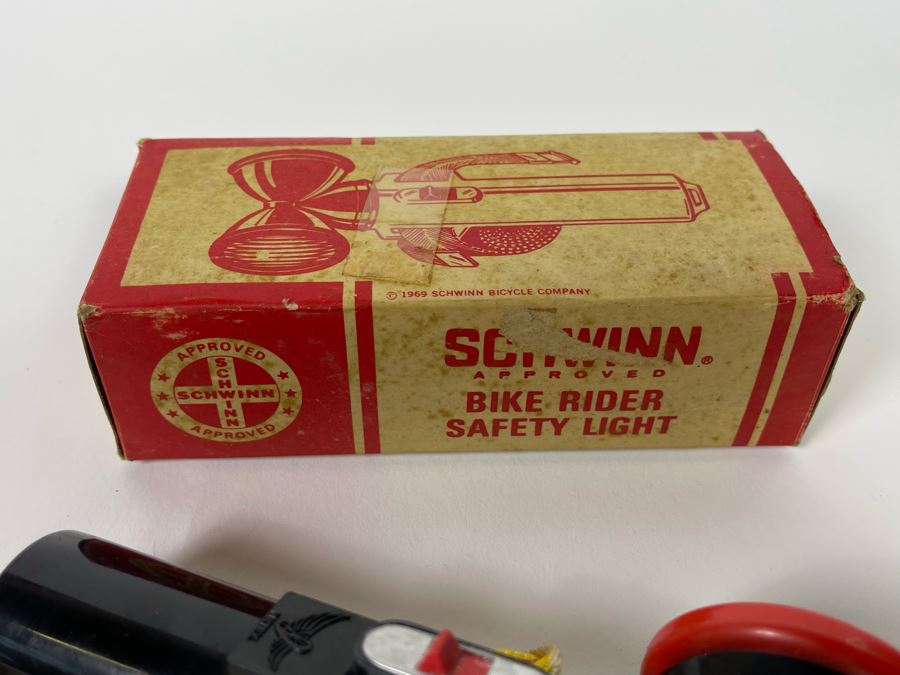 © 1969 SCHWINN BICYCLE COMPANY
APPROVED
SCHWINN
SCHWINN
APPROVED
SCHWINN®
APPROVED
BIKE RIDER
SAFETY LIGHT